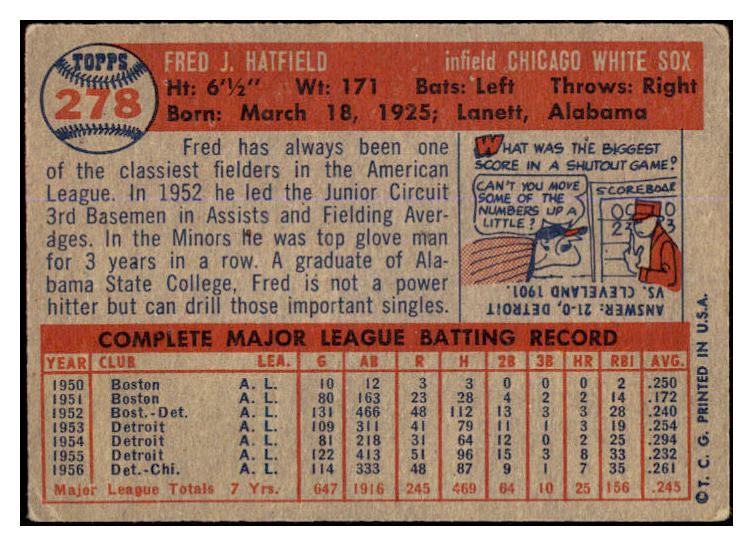 TOPPS
278
FRED J. HATFIELD infield CHICAGO WHITE SOX
Ht: 6'½" Wt: 171 Bats: Left Throws: Right
Born: March 18, 1925; Lanett, Alabama
Fred has always been one
of the classiest fielders in the American
League. In 1952 he led the Junior Circuit
3rd Basemen in Assists and Fielding Aver-
ages. In the Minors He was top glove man
for 3 years in a row. A graduate of Ala-
bama State College, Fred is not a power
hitter but can drill those important singles.
WHAT WAS THE BIGGEST
SCORE IN A SHUTOUT GAME?
CAN'T YOU MOVE
SOME OF THE
NUMBERS UP A
LITTLE?
SCOREBOAR
ANSWER: 21-0, DETROIT
VS. CLEVELAND 1901.
COMPLETE MAJOR LEAGUE BATTING RECORD
YEAR CLUB LEA. G AB R H 2B 3B HR RBI AVG.
1950 Boston A. L. 10 12 3 3 0 0 0 2 .250
1951 Boston A. L. 80 163 23 28 4 2 2 14 .172
1952 Bost.-Det. A. L. 131 466 48 112 13 3 3 28 .240
1953 Detroit A. L. 109 311 41 79 11 1 3 19 .254
1954 Detroit A. L. 81 218 31 64 12 0 2 25 .294
1955 Detroit A. L. 122 413 51 96 15 3 8 33 .232
1956 Det.-Chi. A. L. 114 333 48 87 9 1 7 35 .261
Major League Totals 7 Yrs. 647 1916 245 469 64 10 25 156 .245
©T. C. G. PRINTED IN U.S.A.